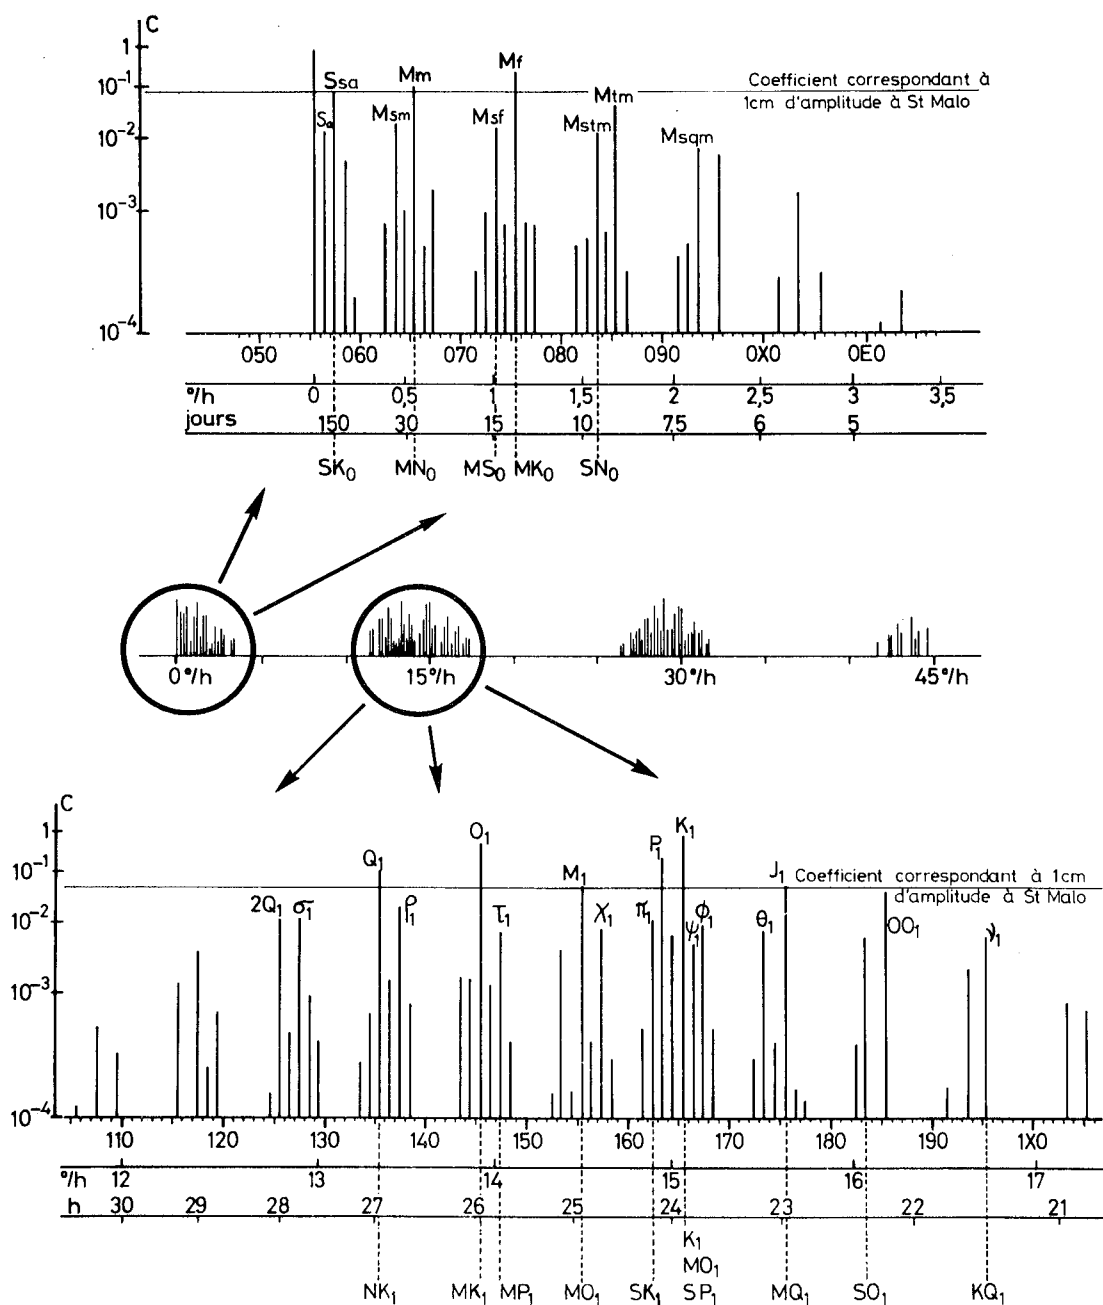 C
1
10⁻¹
10⁻²
10⁻³
10⁻⁴
Ssa
Sa
Msm
Mm
Msf
Mf
Mstm
Mtm
Msqm
Coefficient correspondant à
1cm d'amplitude à St Malo
050 060 070 080 090 0X0 0E0
°/h 0 0,5 1 1,5 2 2,5 3 3,5
jours 150 30 15 10 7,5 6 5
SK₀ MN₀ MS₀ MK₀ SN₀
0°/h 15°/h 30°/h 45°/h
C
1
10⁻¹
10⁻²
10⁻³
10⁻⁴
2Q₁ σ₁ Q₁ ρ₁ O₁ τ₁ M₁ χ₁ π₁ P₁ K₁ ψ₁ φ₁ θ₁ J₁ OO₁ ν₁
Coefficient correspondant à 1cm
d'amplitude à St Malo
110 120 130 140 150 160 170 180 190 1X0
°/h 12 13 14 15 16 17
h 30 29 28 27 26 25 24 23 22 21
K₁
MO₁
NK₁ MK₁ MP₁ MO₁ SK₁ SP₁ MQ₁ SO₁ KQ₁